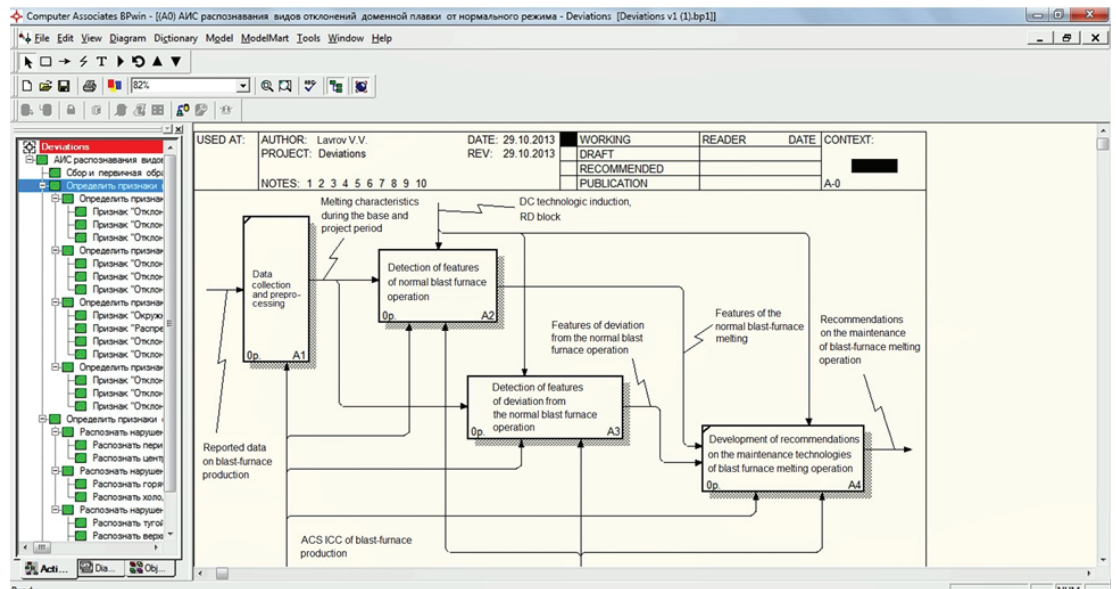 Computer Associates BPwin - [(A0) АИС распознавания видов отклонений доменной плавки от нормального режима - Deviations [Deviations v1 (1).bp1]]
File Edit View Diagram Dictionary Model ModelMart Tools Window Help
82%
Deviations
АИС распознавания видов
Сбор и первичная обра
Определить признаки
Определить признак
Признак "Отклон
Признак "Отклон
Признак "Отклон
Определить признак
Признак "Отклон
Признак "Отклон
Признак "Отклон
Определить признак
Признак "Окружн
Признак "Распре
Признак "Отклон
Признак "Отклон
Определить признак
Признак "Отклон
Признак "Отклон
Определить признаки
Распознать нарушен
Распознать пери
Распознать центр
Распознать нарушен
Распознать горяч
Распознать холо,
Распознать нарушен
Распознать тугой
Распознать верхн
Acti... Dia... Obj...
USED AT: AUTHOR: Lavrov V.V. DATE: 29.10.2013 WORKING READER DATE CONTEXT:
PROJECT: Deviations REV: 29.10.2013 DRAFT
RECOMMENDED
NOTES: 1 2 3 4 5 6 7 8 9 10 PUBLICATION A-0
Melting characteristics
during the base and
project period
DC technologic induction,
RD block
Data
collection
and prepro-
cessing
0p. A1
Detection of features
of normal blast furnace
operation
0p. A2
Features of deviation
from the normal blast
furnace operation
Features of the
normal blast-furnace
melting
Recommendations
on the maintenance
of blast-furnace melting
operation
Detection of features
of deviation from
the normal blast furnace
operation
0p. A3
Development of recommendations
on the maintenance technologies
of blast furnace melting operation
0p. A4
Reported data
on blast-furnace
production
ACS ICC of blast-furnace
production
NUM